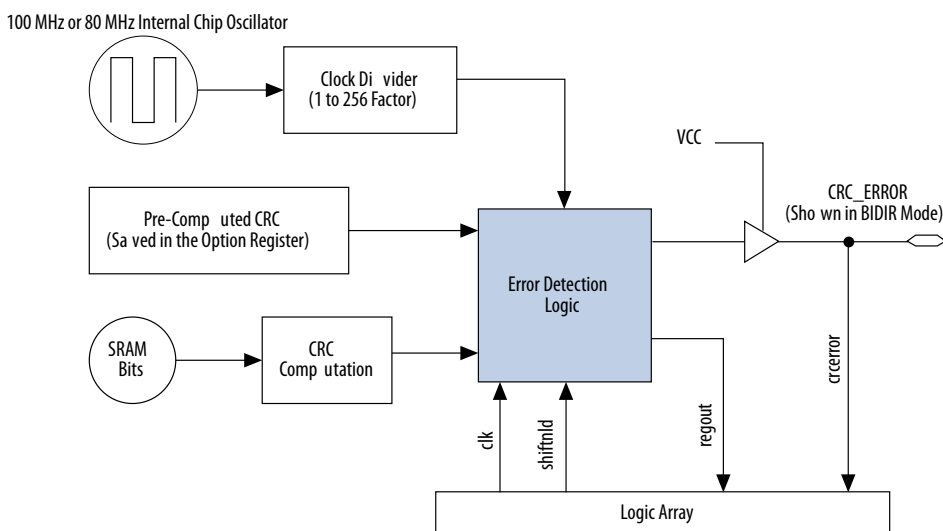 100 MHz or 80 MHz Internal Chip Oscillator
Clock Di vider
(1 to 256 Factor)
VCC
CRC_ERROR
(Sho wn in BIDIR Mode)
Pre-Comp uted CRC
(Sa ved in the Option Register)
Error Detection
Logic
SRAM
Bits
CRC
Comp utation
clk
shiftnld
regout
crcerror
Logic Array